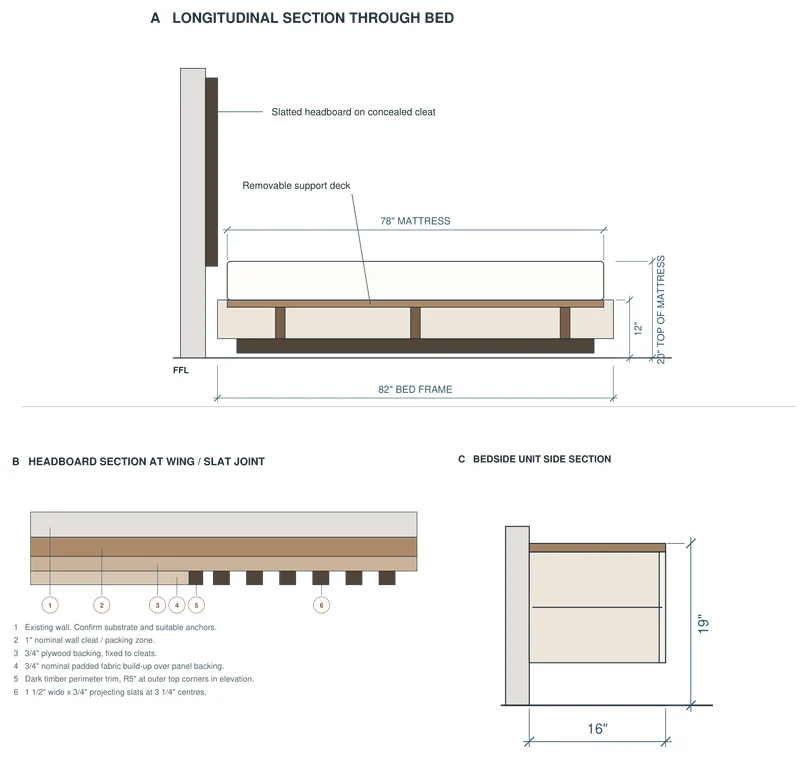 A LONGITUDINAL SECTION THROUGH BED
Slatted headboard on concealed cleat
Removable support deck
78" MATTRESS
12"
20" TOP OF MATTRESS
FFL
82" BED FRAME
B HEADBOARD SECTION AT WING / SLAT JOINT
1
2
3
4
5
6
1 Existing wall. Confirm substrate and suitable anchors.
2 1" nominal wall cleat / packing zone.
3 3/4" plywood backing, fixed to cleats.
4 3/4" nominal padded fabric build-up over panel backing.
5 Dark timber perimeter trim, R5" at outer top corners in elevation.
6 1 1/2" wide x 3/4" projecting slats at 3 1/4" centres.
C BEDSIDE UNIT SIDE SECTION
19"
16"